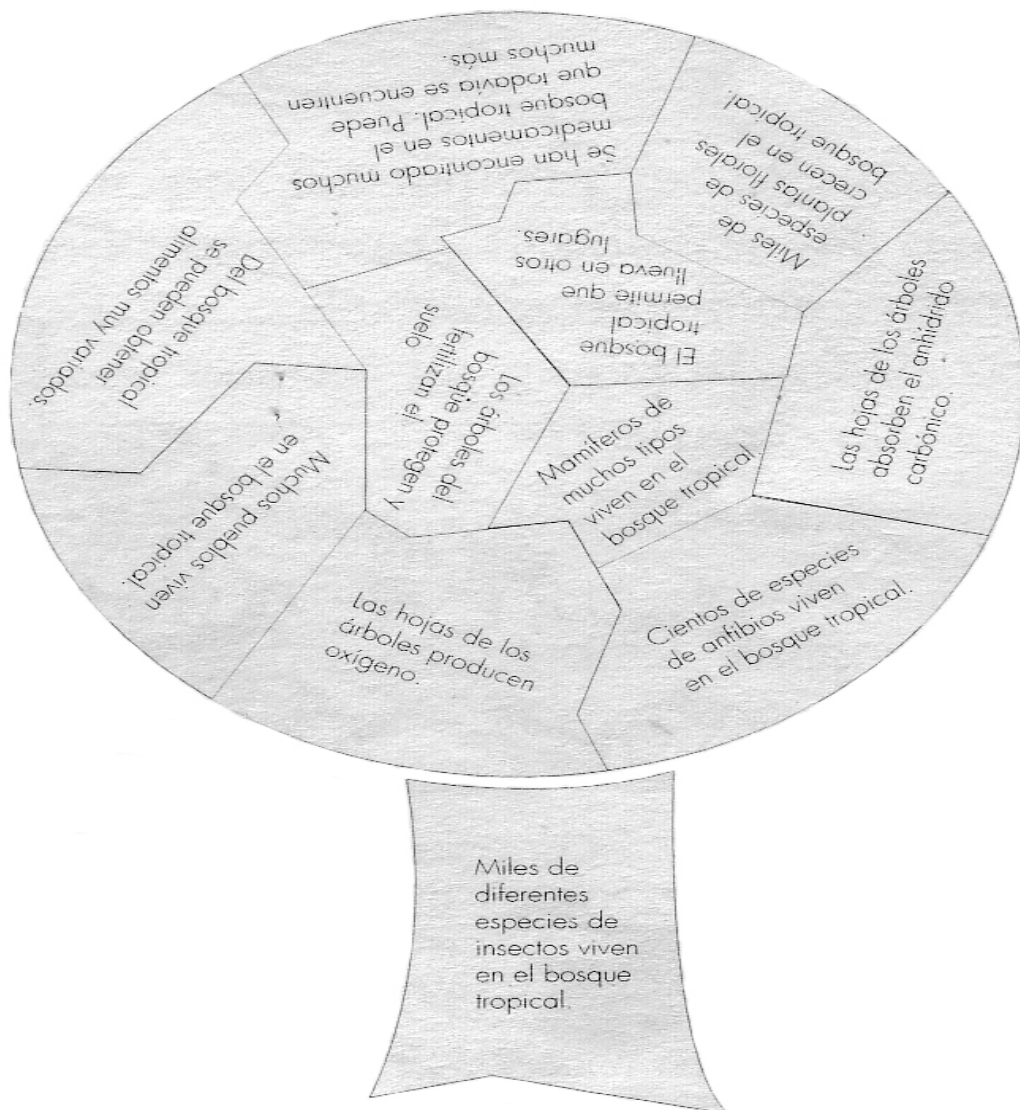 Se han encontrado muchos
medicamentos en el
bosque tropical. Puede
que todavía se encuentren
muchos más.
Miles de
especies de
plantas florales
crecen en el
bosque tropical.
Del bosque tropical
se pueden obtener
alimentos muy variados.
El bosque
tropical
permite que
llueva en otros
lugares.
Las hojas de los árboles
absorben el anhídrido
carbónico.
Los árboles del
bosque protegen y
fertilizan el
suelo
Mamíferos de
muchos tipos
viven en el
bosque tropical
Muchos pueblos viven
en el bosque tropical.
Las hojas de los
árboles producen
oxígeno.
Cientos de especies
de anfibios viven
en el bosque tropical.
Miles de
diferentes
especies de
insectos viven
en el bosque
tropical.